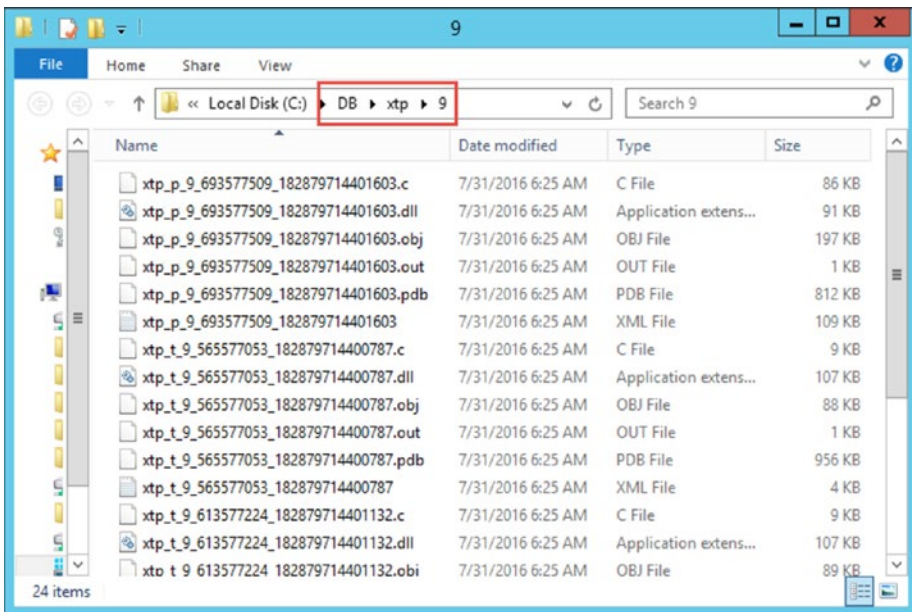 9
File Home Share View
« Local Disk (C:) DB xtp 9 Search 9
Name Date modified Type Size
xtp_p_9_693577509_182879714401603.c 7/31/2016 6:25 AM C File 86 KB
xtp_p_9_693577509_182879714401603.dll 7/31/2016 6:25 AM Application extens... 91 KB
xtp_p_9_693577509_182879714401603.obj 7/31/2016 6:25 AM OBJ File 197 KB
xtp_p_9_693577509_182879714401603.out 7/31/2016 6:25 AM OUT File 1 KB
xtp_p_9_693577509_182879714401603.pdb 7/31/2016 6:25 AM PDB File 812 KB
xtp_p_9_693577509_182879714401603 7/31/2016 6:25 AM XML File 109 KB
xtp_t_9_565577053_182879714400787.c 7/31/2016 6:25 AM C File 9 KB
xtp_t_9_565577053_182879714400787.dll 7/31/2016 6:25 AM Application extens... 107 KB
xtp_t_9_565577053_182879714400787.obj 7/31/2016 6:25 AM OBJ File 88 KB
xtp_t_9_565577053_182879714400787.out 7/31/2016 6:25 AM OUT File 1 KB
xtp_t_9_565577053_182879714400787.pdb 7/31/2016 6:25 AM PDB File 956 KB
xtp_t_9_565577053_182879714400787 7/31/2016 6:25 AM XML File 4 KB
xtp_t_9_613577224_182879714401132.c 7/31/2016 6:25 AM C File 9 KB
xtp_t_9_613577224_182879714401132.dll 7/31/2016 6:25 AM Application extens... 107 KB
xtp_t_9_613577224_182879714401132.obj 7/31/2016 6:25 AM OBJ File 89 KB
24 items